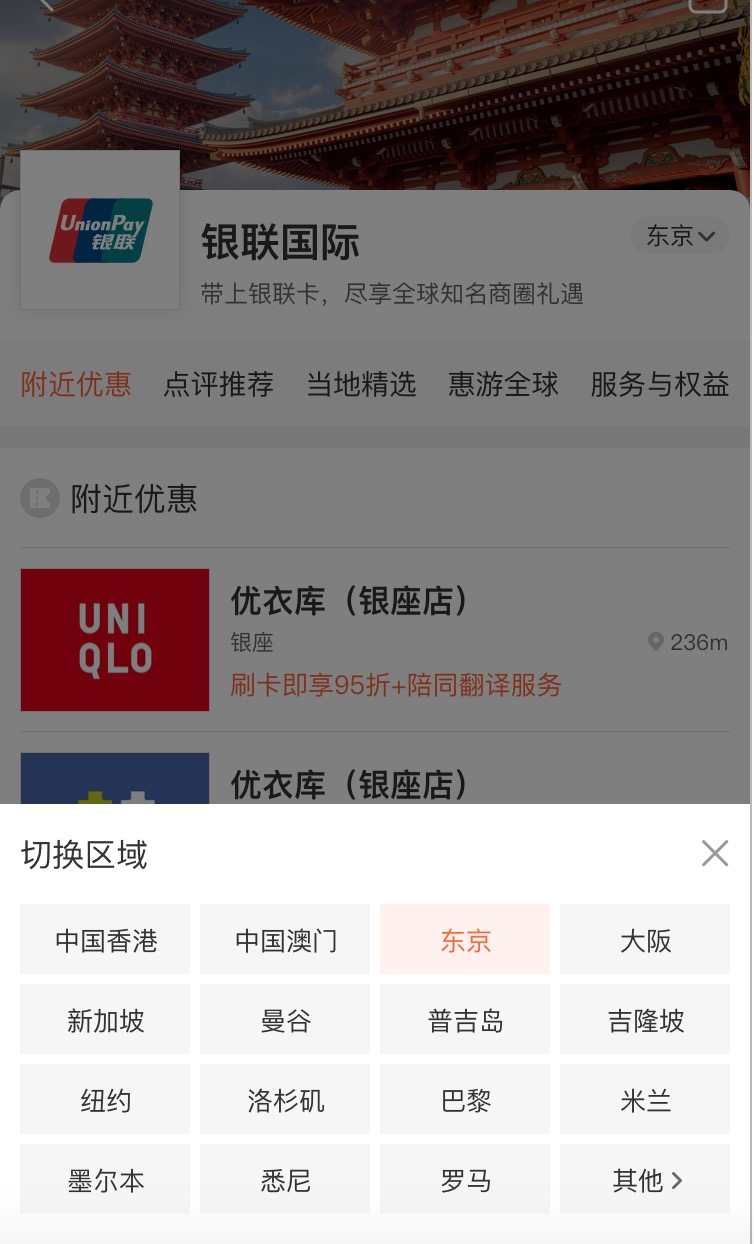 UnionPay
银联
银联国际
东京
带上银联卡，尽享全球知名商圈礼遇
附近优惠 点评推荐 当地精选 惠游全球 服务与权益
附近优惠
UNI
QLO
优衣库（银座店）
银座
236m
刷卡即享95折+陪同翻译服务
优衣库（银座店）
切换区域
中国香港 中国澳门 东京 大阪
新加坡 曼谷 普吉岛 吉隆坡
纽约 洛杉矶 巴黎 米兰
墨尔本 悉尼 罗马 其他